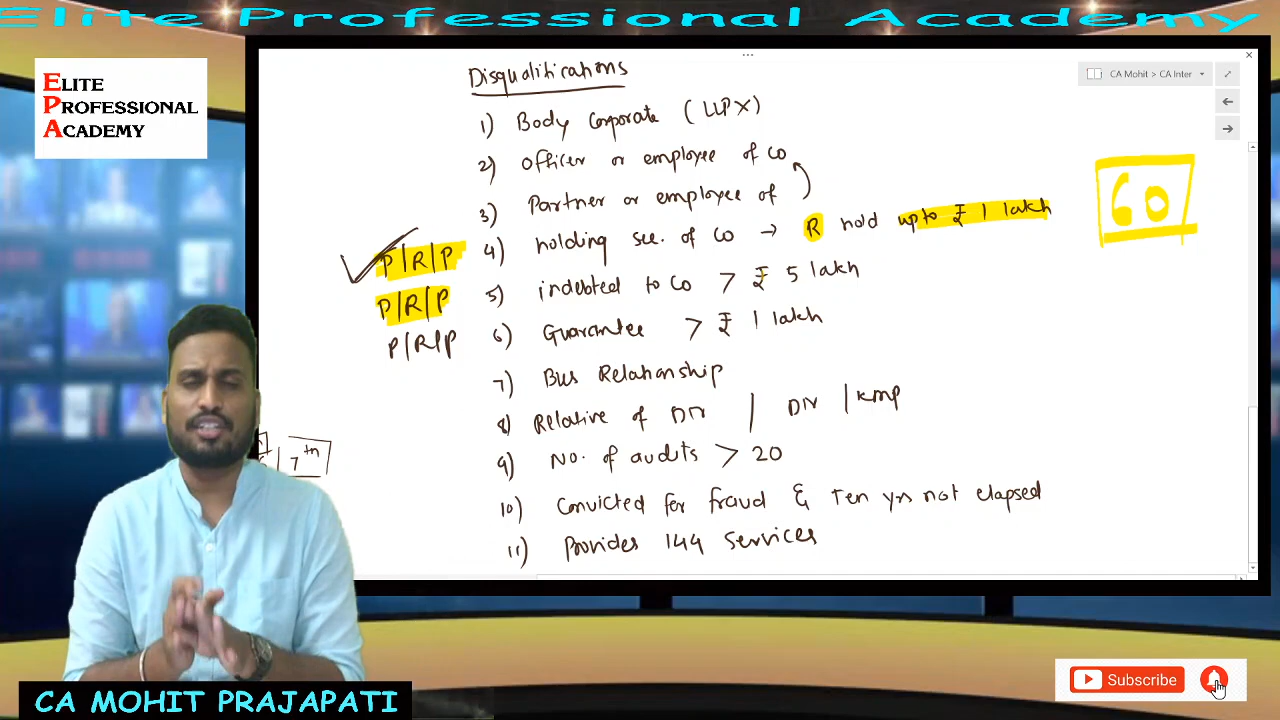 Elite Professional Academy
ELITE
PROFESSIONAL
ACADEMY
CA Mohit > CA Inter
Disqualifications
1) Body Corporate (LLP X)
2) Officer or employee of Co
3) Partner or employee of
P/R/P 4) holding sec. of Co → R hold upto ₹ 1 lakh
60
P/R/P 5) indebted to Co > ₹ 5 lakh
P/R/P 6) Guarantee > ₹ 1 lakh
7) Bus Relationship
8) Relative of Dir | Dir | KMP
9) No. of audits > 20
7th
10) Convicted for fraud & Ten yrs not elapsed
11) Provides 144 Services
Subscribe
CA MOHIT PRAJAPATI